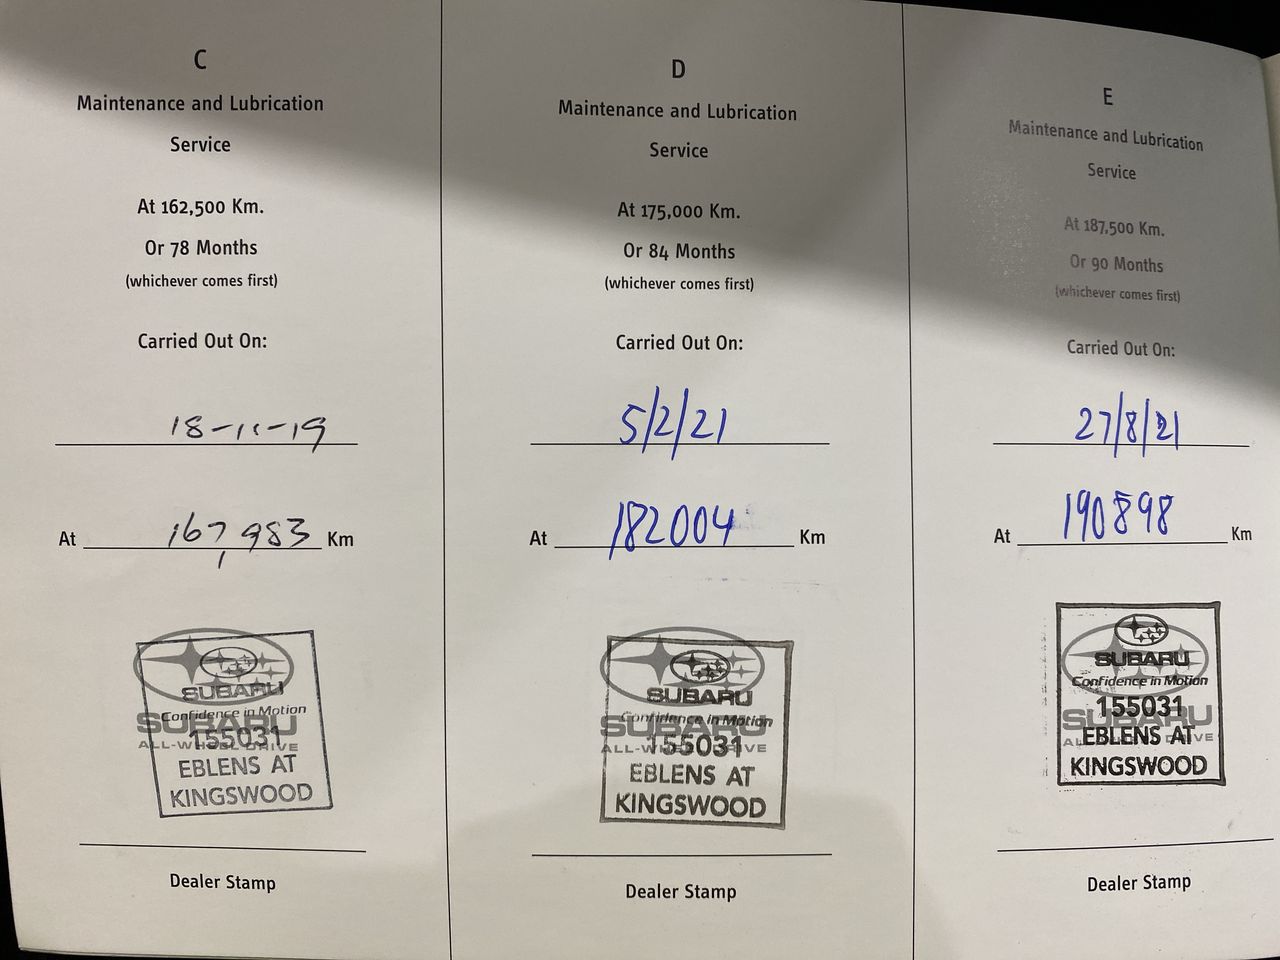 C
Maintenance and Lubrication
Service
At 162,500 Km.
Or 78 Months
(whichever comes first)
Carried Out On:
18-11-19
At 167,983 Km
SUBARU
Confidence in Motion
SUBARU
155031
ALL-WHEEL DRIVE
EBLENS AT
KINGSWOOD
Dealer Stamp
D
Maintenance and Lubrication
Service
At 175,000 Km.
Or 84 Months
(whichever comes first)
Carried Out On:
5/2/21
At 182004 Km
SUBARU
Confidence in Motion
SUBARU
155031
ALL-WHEEL DRIVE
EBLENS AT
KINGSWOOD
Dealer Stamp
E
Maintenance and Lubrication
Service
At 187,500 Km.
Or 90 Months
(whichever comes first)
Carried Out On:
27/8/21
At 190898 Km
SUBARU
Confidence in Motion
155031
SUBARU
EBLENS AT
KINGSWOOD
Dealer Stamp